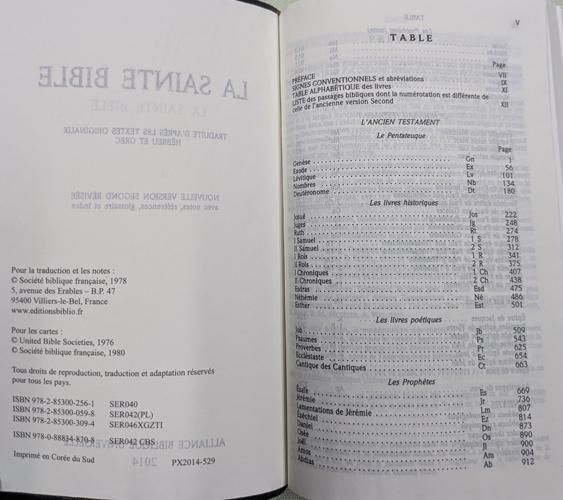 Pour la traduction et les notes :
© Société biblique française, 1978
5, avenue des Erables - B.P. 47
95400 Villiers-le-Bel, France
www.editionsbiblio.fr
Pour les cartes :
© United Bible Societies, 1976
© Société biblique française, 1980
Tous droits de reproduction, traduction et adaptation réservés
pour tous les pays.
ISBN 978-2-85300-256-1 SER040
ISBN 978-2-85300-059-8 SER042(PL)
ISBN 978-2-85300-309-4 SER046XGZTI
ISBN 978-0-88834-870-8 SER042 CBS
Imprimé en Corée du Sud PX2014-529
LA SAINTE BIBLE
TRADUITE D'APRÈS LES TEXTES ORIGINAUX
HÉBREU ET GREC
NOUVELLE VERSION SECOND RÉVISÉE
avec notes, références, glossaire et index
ALLIANCE BIBLIQUE UNIVERSELLE
2014
V
TABLE
Page
PRÉFACE VII
SIGNES CONVENTIONNELS et abréviations IX
TABLE ALPHABÉTIQUE des livres XI
LISTE des passages bibliques dont la numérotation est différente de
celle de l'ancienne version Second XII
L'ANCIEN TESTAMENT
Le Pentateuque
Page
Genèse Gn 1
Exode Ex 56
Lévitique Lv 101
Nombres Nb 134
Deutéronome Dt 180
Les livres historiques
Josué Jos 222
Juges Jg 248
Ruth Rt 274
I Samuel 1 S 278
II Samuel 2 S 312
I Rois 1 R 341
II Rois 2 R 375
I Chroniques 1 Ch 407
II Chroniques 2 Ch 438
Esdras Esd 475
Néhémie Né 486
Esther Est 501
Les livres poétiques
Job Jb 509
Psaumes Ps 543
Proverbes Pr 625
Ecclésiaste Ec 654
Cantique des Cantiques Ct 663
Les Prophètes
Ésaïe Es 669
Jérémie Jr 736
Lamentations de Jérémie Lm 807
Ézéchiel Ez 814
Daniel Dn 873
Osée Os 890
Joël Jl 900
Amos Am 904
Abdias Ab 912